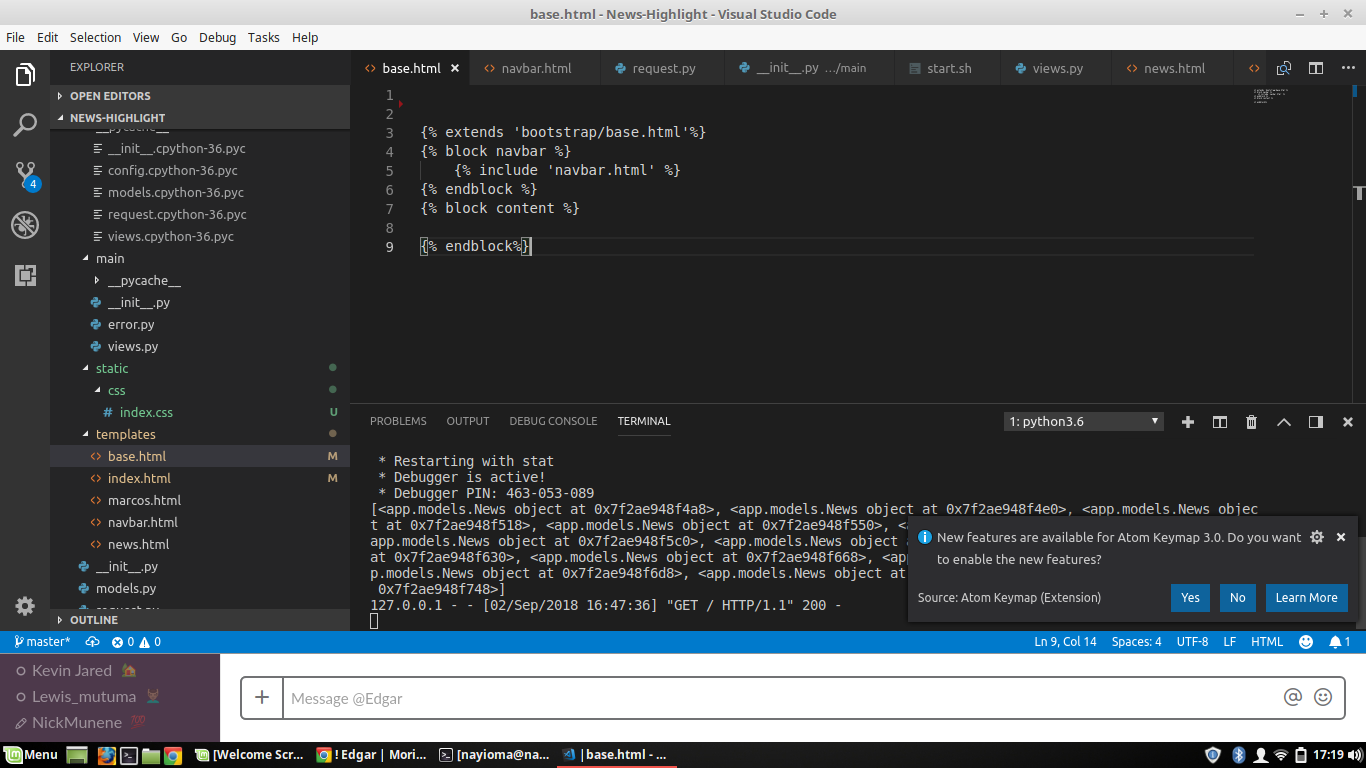 base.html - News-Highlight - Visual Studio Code
File Edit Selection View Go Debug Tasks Help
EXPLORER
OPEN EDITORS
NEWS-HIGHLIGHT
__pycache__
__init__.cpython-36.pyc
config.cpython-36.pyc
models.cpython-36.pyc
request.cpython-36.pyc
views.cpython-36.pyc
main
__pycache__
__init__.py
error.py
views.py
static
css
index.css U
templates
base.html M
index.html M
marcos.html
navbar.html
news.html
__init__.py
models.py
request.py
OUTLINE
4
base.html navbar.html request.py __init__.py …/main start.sh views.py news.html
1
2
3 {% extends 'bootstrap/base.html'%}
4 {% block navbar %}
5 {% include 'navbar.html' %}
6 {% endblock %}
7 {% block content %}
8
9 {% endblock%}
PROBLEMS OUTPUT DEBUG CONSOLE TERMINAL 1: python3.6
* Restarting with stat
* Debugger is active!
* Debugger PIN: 463-053-089
[<app.models.News object at 0x7f2ae948f4a8>, <app.models.News object at 0x7f2ae948f4e0>, <app.models.News objec
t at 0x7f2ae948f518>, <app.models.News object at 0x7f2ae948f550>, <
app.models.News object at 0x7f2ae948f5c0>, <app.models.News object
at 0x7f2ae948f630>, <app.models.News object at 0x7f2ae948f668>, <ap
p.models.News object at 0x7f2ae948f6d8>, <app.models.News object at
0x7f2ae948f748>]
127.0.0.1 - - [02/Sep/2018 16:47:36] "GET / HTTP/1.1" 200 -
New features are available for Atom Keymap 3.0. Do you want
to enable the new features?
Source: Atom Keymap (Extension) Yes No Learn More
master* 0 0 Ln 9, Col 14 Spaces: 4 UTF-8 LF HTML 1
Kevin Jared
Lewis_mutuma
NickMunene
Message @Edgar
Menu [Welcome Scr... ! Edgar | Mori... [nayioma@na... |base.html - ... 17:19